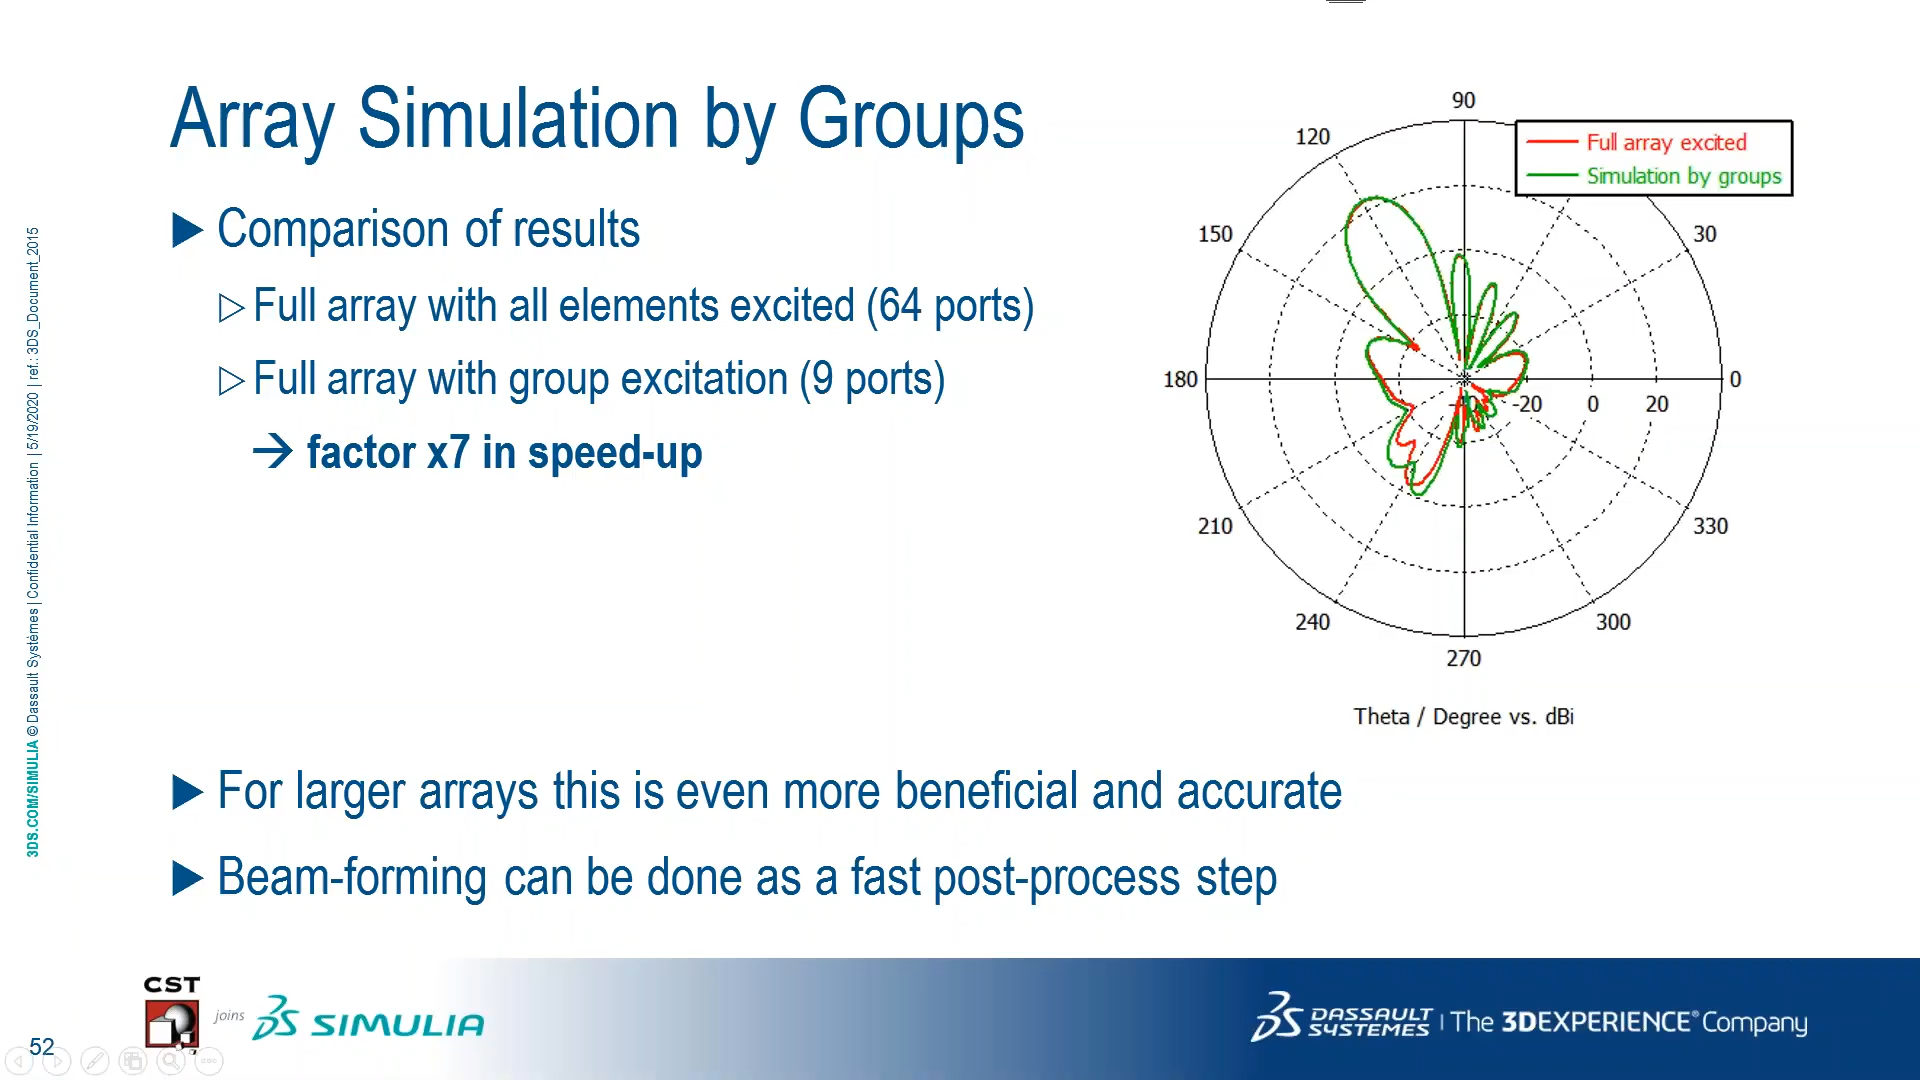 Array Simulation by Groups
▶ Comparison of results
▷ Full array with all elements excited (64 ports)
▷ Full array with group excitation (9 ports)
→ factor x7 in speed-up
90
120
150
180
210
240
270
300
330
0
30
-20
0
20
Full array excited
Simulation by groups
Theta / Degree vs. dBi
▶ For larger arrays this is even more beneficial and accurate
▶ Beam-forming can be done as a fast post-process step
3DS.COM/SIMULIA © Dassault Systèmes | Confidential Information | 5/19/2020 | ref.: 3DS_Document_2015
52
CST
joins
SIMULIA
DASSAULT SYSTEMES | The 3DEXPERIENCE® Company